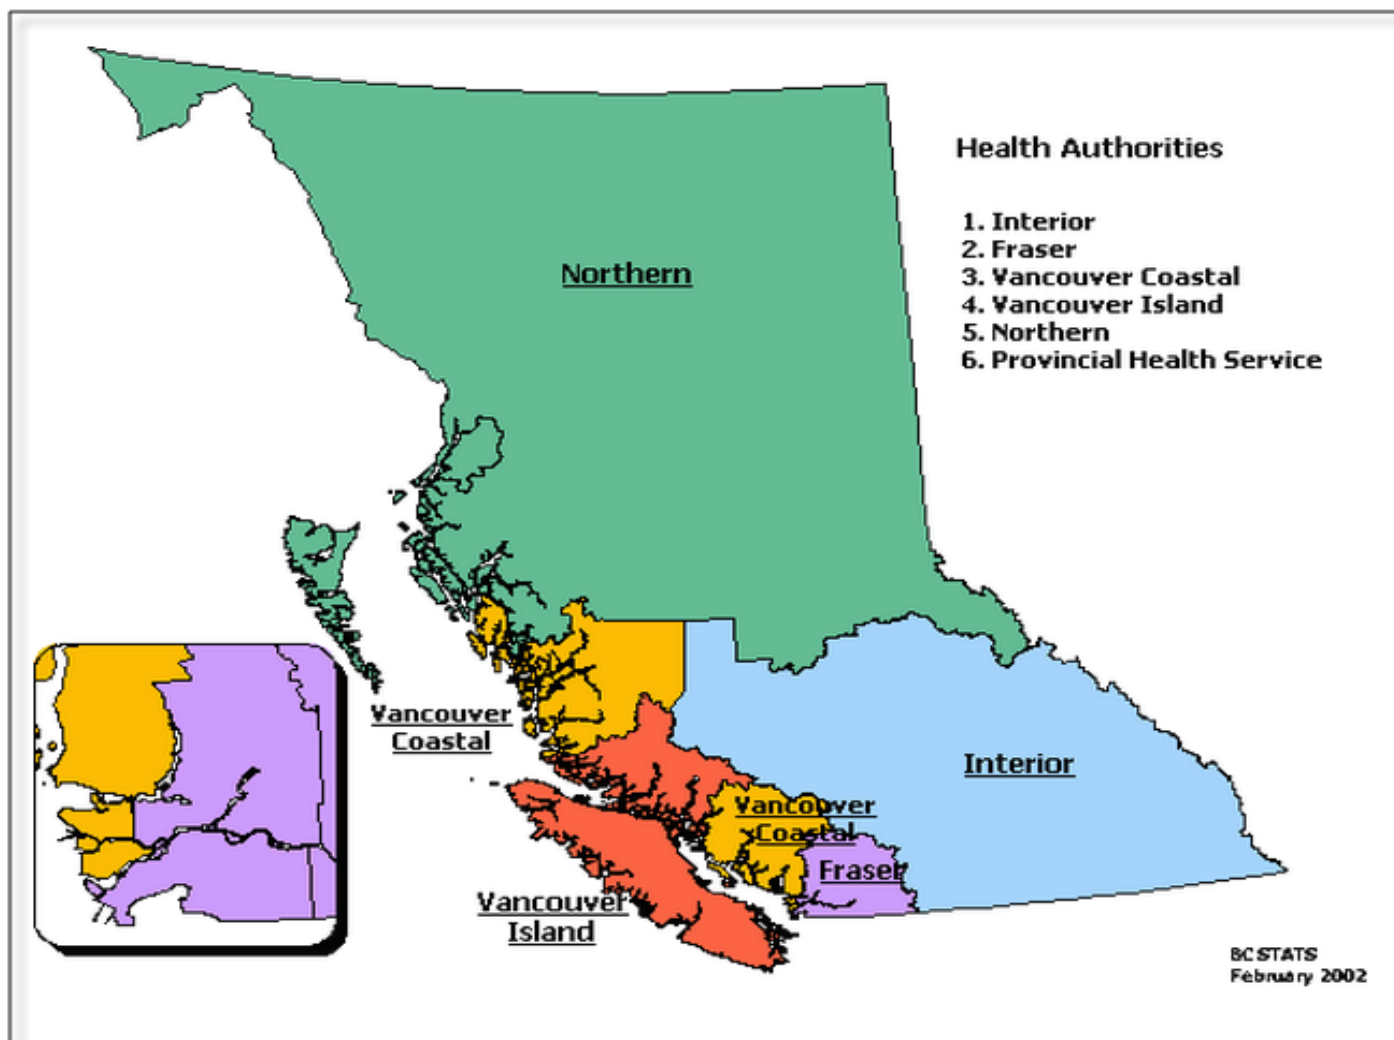 Health Authorities
1. Interior
2. Fraser
3. Vancouver Coastal
4. Vancouver Island
5. Northern
6. Provincial Health Service
Northern
Vancouver
Coastal
Interior
Vancouver
Coastal
Fraser
Vancouver
Island
BC STATS
February 2002